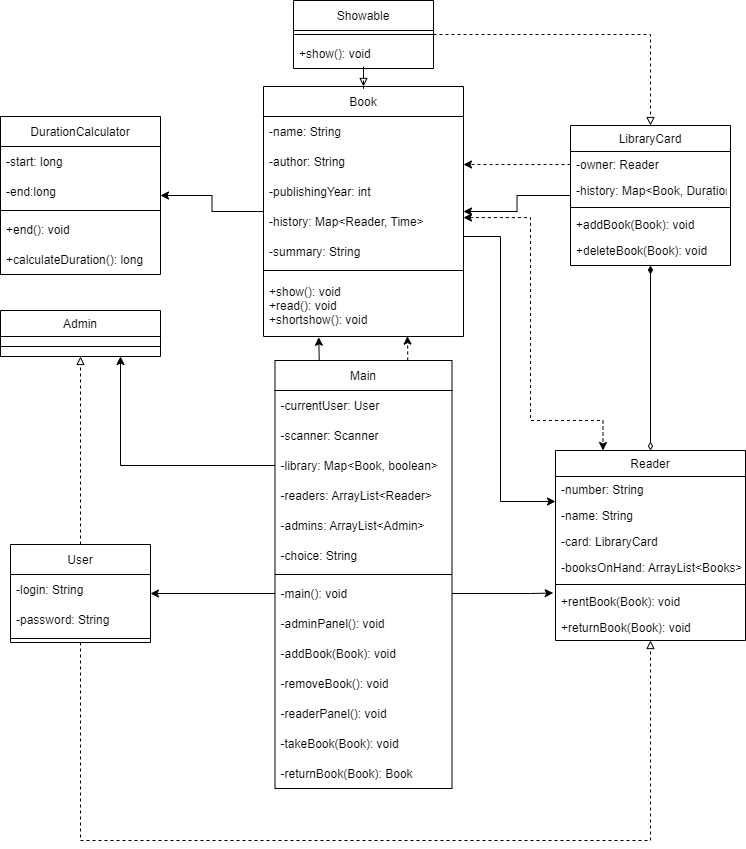 Showable
+show(): void
Book
-name: String
-author: String
-publishingYear: int
-history: Map<Reader, Time>
-summary: String
+show(): void
+read(): void
+shortshow(): void
DurationCalculator
-start: long
-end:long
+end(): void
+calculateDuration(): long
LibraryCard
-owner: Reader
-history: Map<Book, Duration
+addBook(Book): void
+deleteBook(Book): void
Admin
Main
-currentUser: User
-scanner: Scanner
-library: Map<Book, boolean>
-readers: ArrayList<Reader>
-admins: ArrayList<Admin>
-choice: String
-main(): void
-adminPanel(): void
-addBook(Book): void
-removeBook(): void
-readerPanel(): void
-takeBook(Book): void
-returnBook(Book): Book
Reader
-number: String
-name: String
-card: LibraryCard
-booksOnHand: ArrayList<Books>
+rentBook(Book): void
+returnBook(Book): void
User
-login: String
-password: String